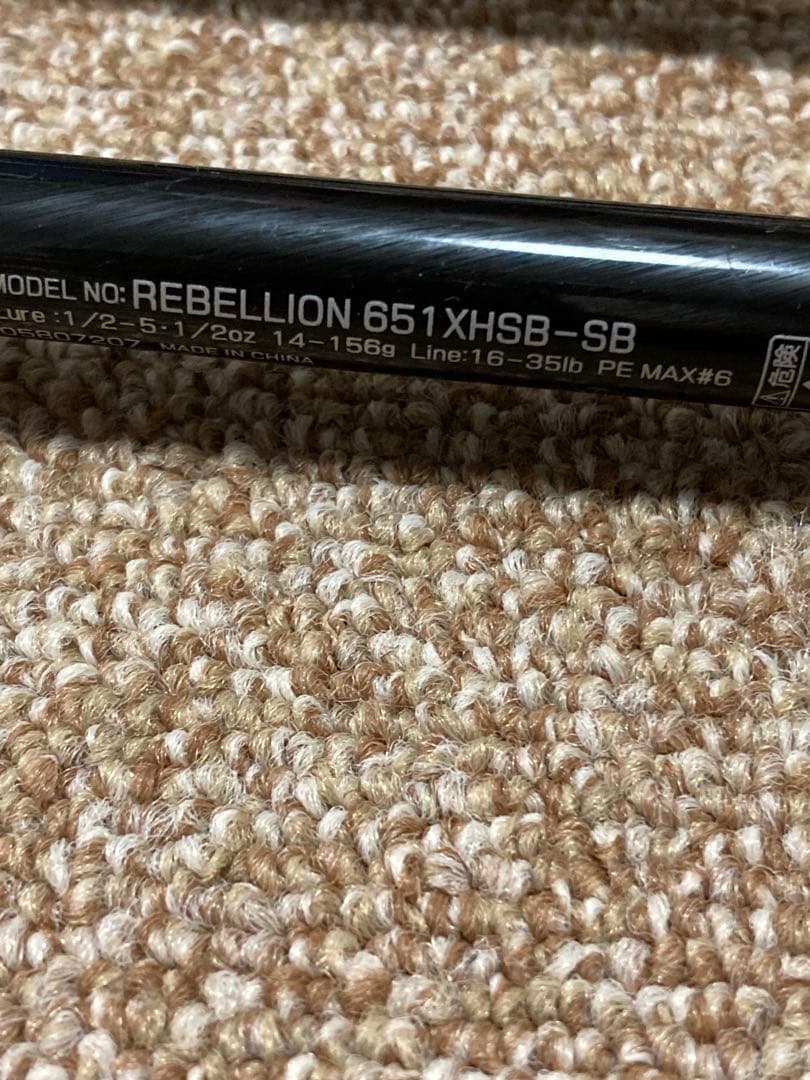 MODEL NO: REBELLION 651XHSB-SB
Lure :1/2-5·1/2oz 14-156g Line:16-35lb PE MAX#6
05807207 MADE IN CHINA
⚠危険